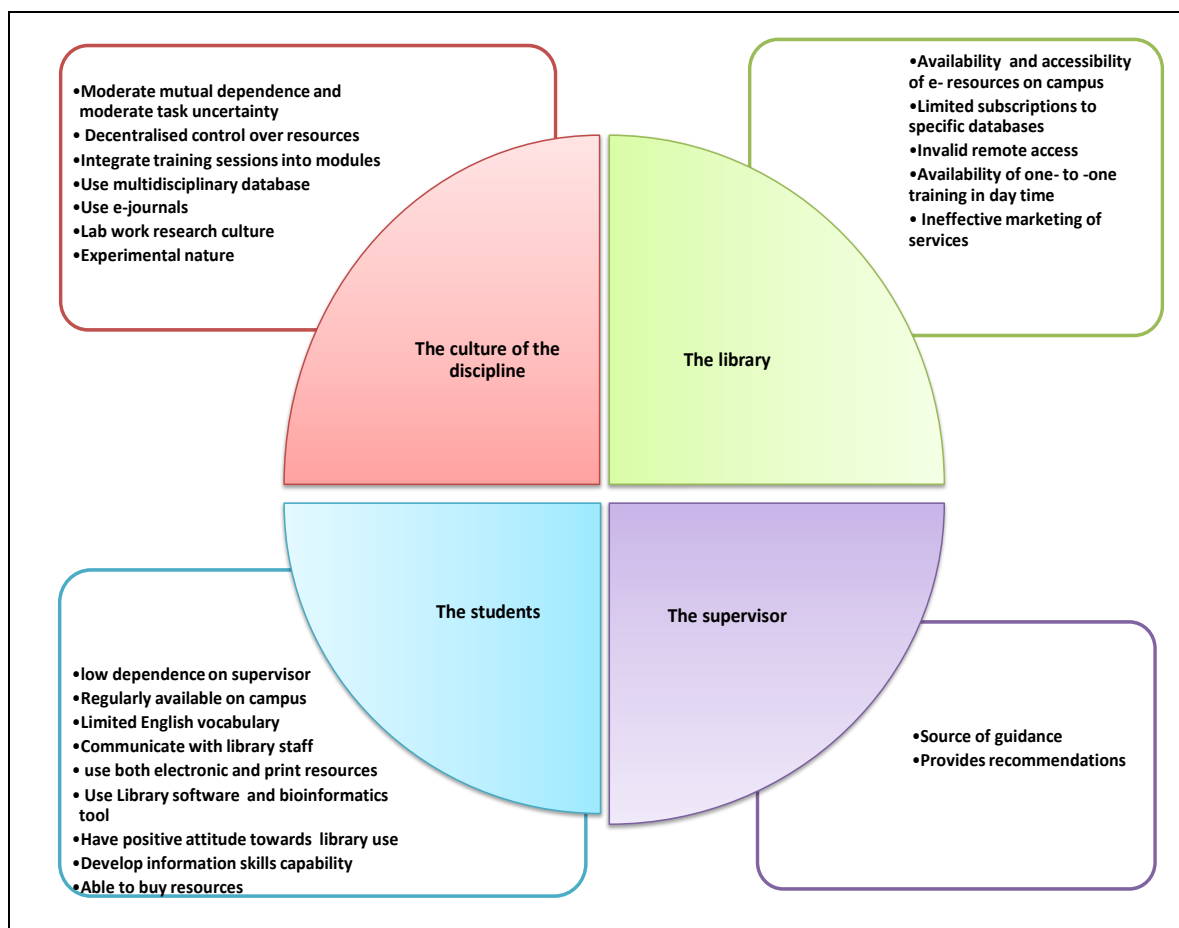 •Moderate mutual dependence and
moderate task uncertainty
• Decentralised control over resources
•Integrate training sessions into modules
•Use multidisciplinary database
•Use e-journals
•Lab work research culture
•Experimental nature
•Availability and accessibility
of e- resources on campus
•Limited subscriptions to
specific databases
•Invalid remote access
•Availability of one- to -one
training in day time
• Ineffective marketing of
services
The culture of the
discipline
The library
The students
The supervisor
•low dependence on supervisor
•Regularly available on campus
•Limited English vocabulary
•Communicate with library staff
• use both electronic and print resources
• Use Library software and bioinformatics
tool
•Have positive attitude towards library use
•Develop information skills capability
•Able to buy resources
•Source of guidance
•Provides recommendations